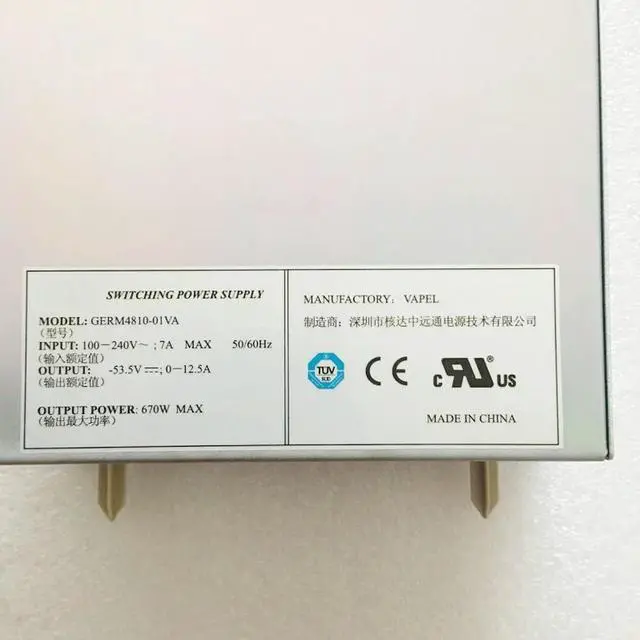 SWITCHING POWER SUPPLY
MODEL: GERM4810-01VA
(型号)
INPUT: 100－240V～ ; 7A MAX 50/60Hz
(输入额定值)
OUTPUT: -53.5V⎓; 0－12.5A
(输出额定值)
OUTPUT POWER: 670W MAX
(输出最大功率)
MANUFACTORY: VAPEL
制造商: 深圳市核达中远通电源技术有限公司
TUV
CE
c RU US
MADE IN CHINA